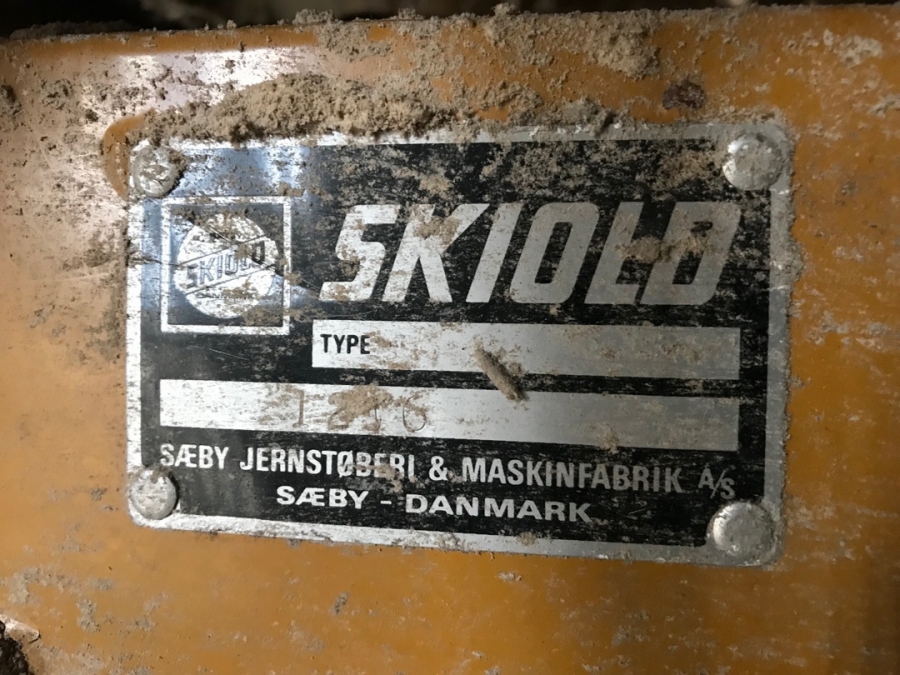 SKIOLD
SKIOLD
TYPE
SÆBY JERNSTØBERI & MASKINFABRIK A/S
SÆBY - DANMARK